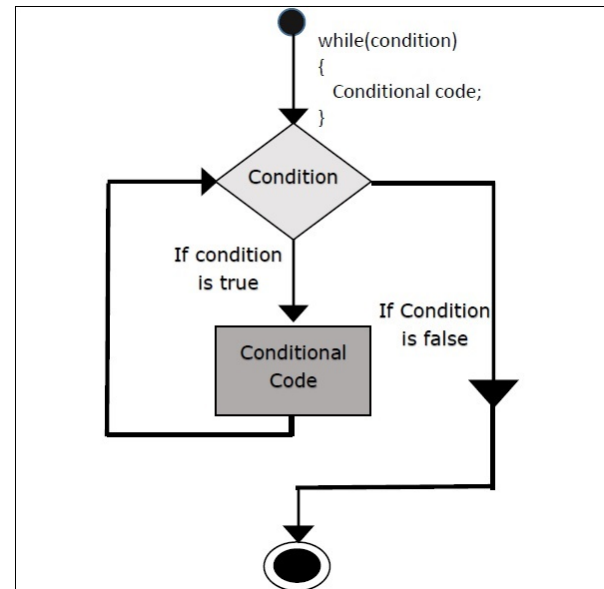 while(condition)
{
Conditional code;
}
Condition
If condition
is true
If Condition
is false
Conditional
Code